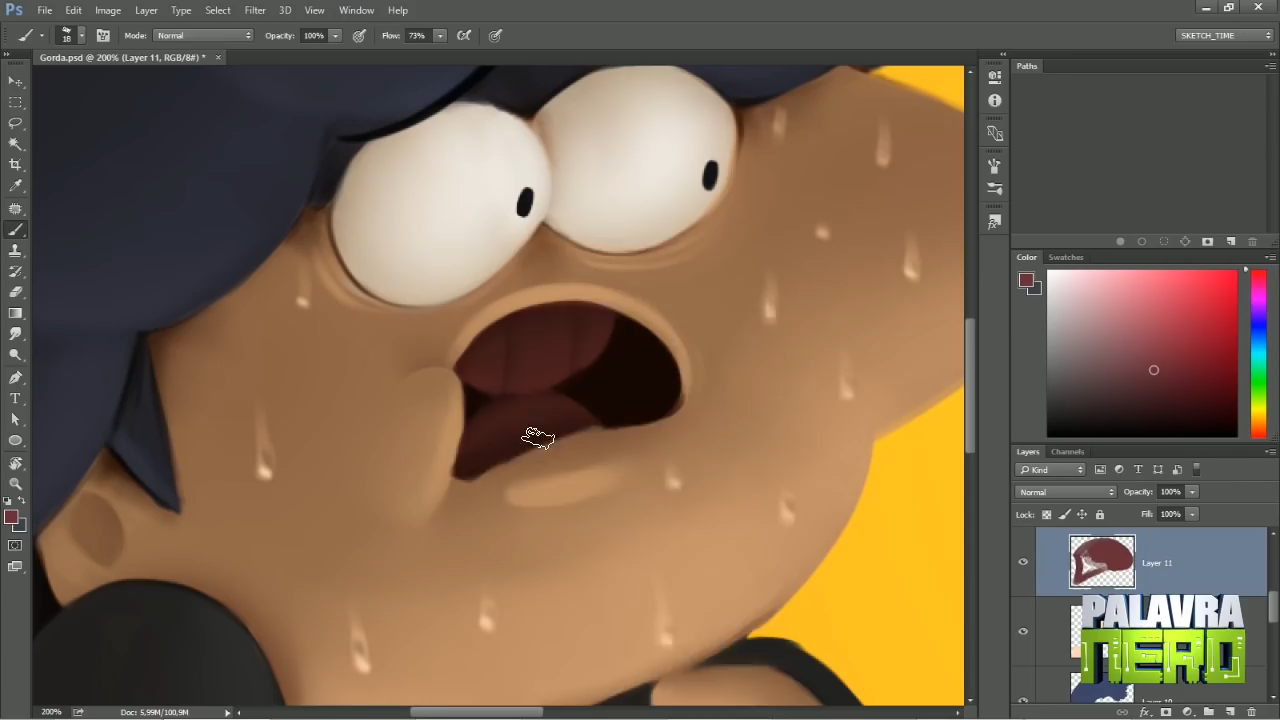 Ps File Edit Image Layer Type Select Filter 3D View Window Help
18 Mode: Normal Opacity: 100% Flow: 73% SKETCH_TIME
Gorda.psd @ 200% (Layer 11, RGB/8#) *
Paths
Color Swatches
Layers Channels
Kind
Normal Opacity: 100%
Lock: Fill: 100%
Layer 11
PALAVRA
NERD
200% Doc: 5,99M/100,9M